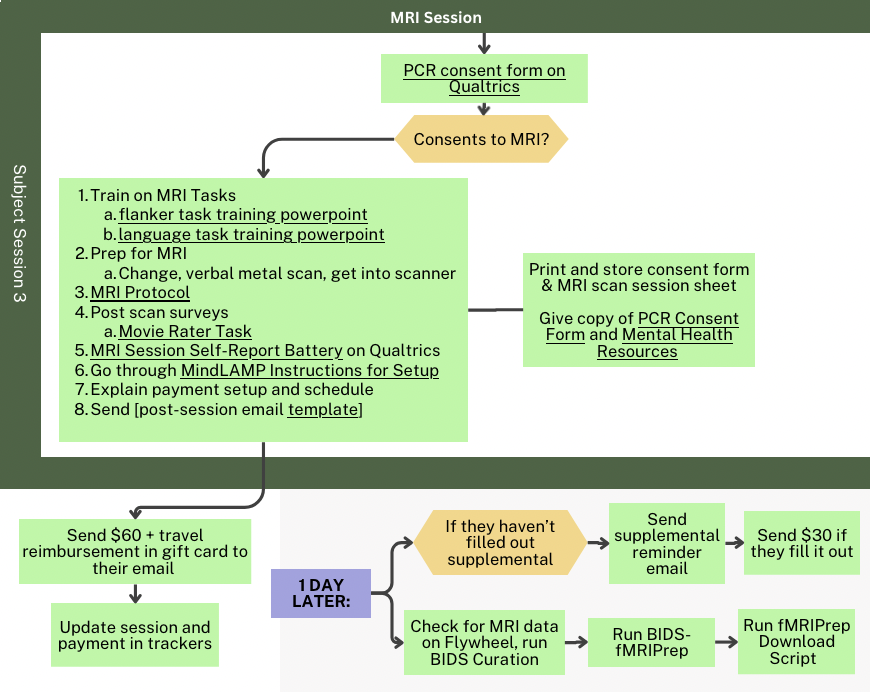 MRI Session
Subject Session 3
PCR consent form on
Qualtrics
Consents to MRI?
1. Train on MRI Tasks
a. flanker task training powerpoint
b. language task training powerpoint
2. Prep for MRI
a. Change, verbal metal scan, get into scanner
3. MRI Protocol
4. Post scan surveys
a. Movie Rater Task
5. MRI Session Self-Report Battery on Qualtrics
6. Go through MindLAMP Instructions for Setup
7. Explain payment setup and schedule
8. Send [post-session email template]
Print and store consent form
& MRI scan session sheet
Give copy of PCR Consent
Form and Mental Health
Resources
Send $60 + travel
reimbursement in gift card to
their email
Update session and
payment in trackers
1 DAY
LATER:
If they haven't
filled out
supplemental
Send
supplemental
reminder
email
Send $30 if
they fill it out
Check for MRI data
on Flywheel, run
BIDS Curation
Run BIDS-
fMRIPrep
Run fMRIPrep
Download
Script